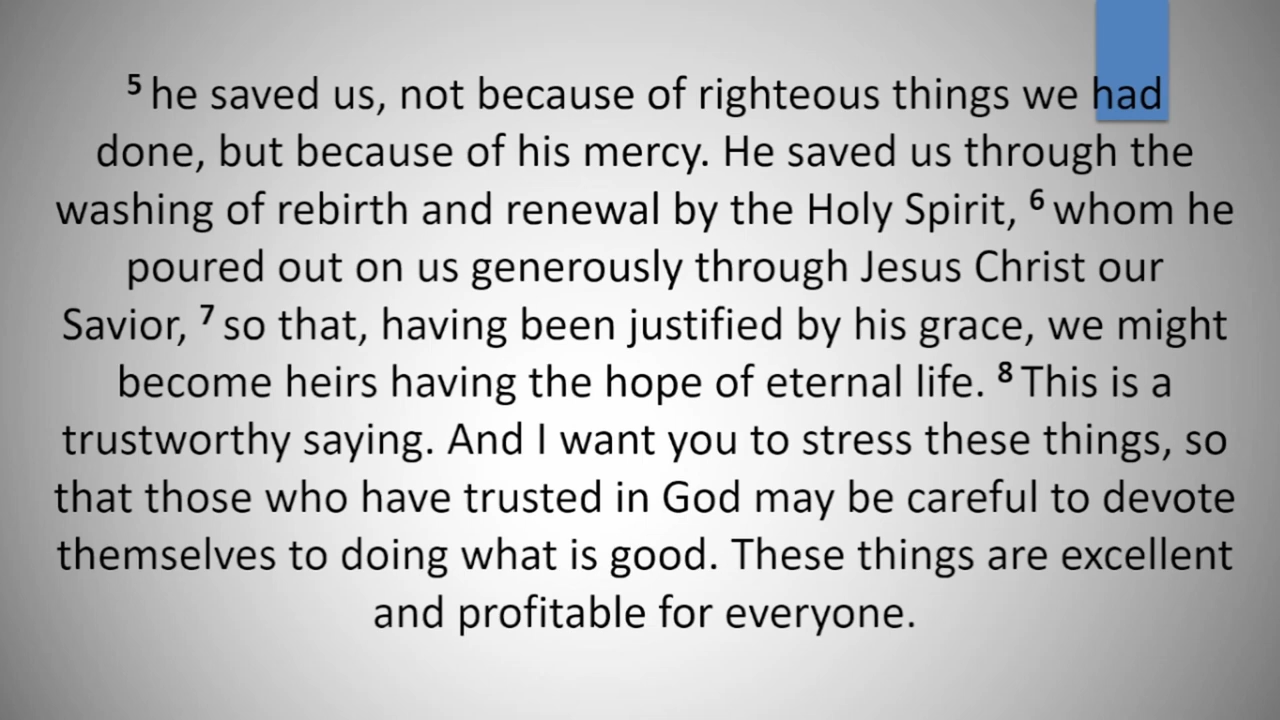 5 he saved us, not because of righteous things we had
done, but because of his mercy. He saved us through the
washing of rebirth and renewal by the Holy Spirit, 6 whom he
poured out on us generously through Jesus Christ our
Savior, 7 so that, having been justified by his grace, we might
become heirs having the hope of eternal life. 8 This is a
trustworthy saying. And I want you to stress these things, so
that those who have trusted in God may be careful to devote
themselves to doing what is good. These things are excellent
and profitable for everyone.